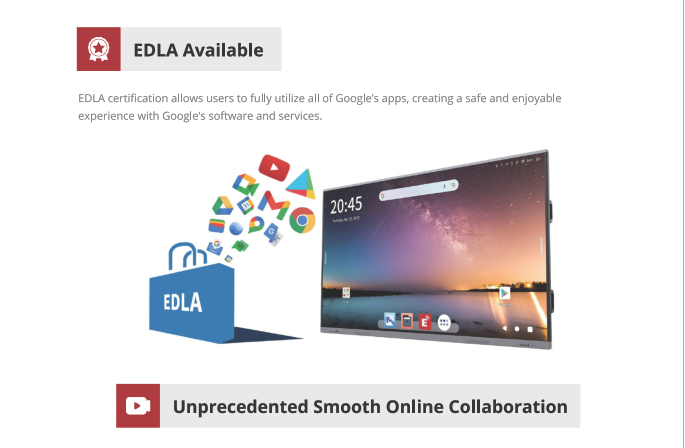 EDLA Available
EDLA certification allows users to fully utilize all of Google's apps, creating a safe and enjoyable
experience with Google's software and services.
20:45
EDLA
Unprecedented Smooth Online Collaboration